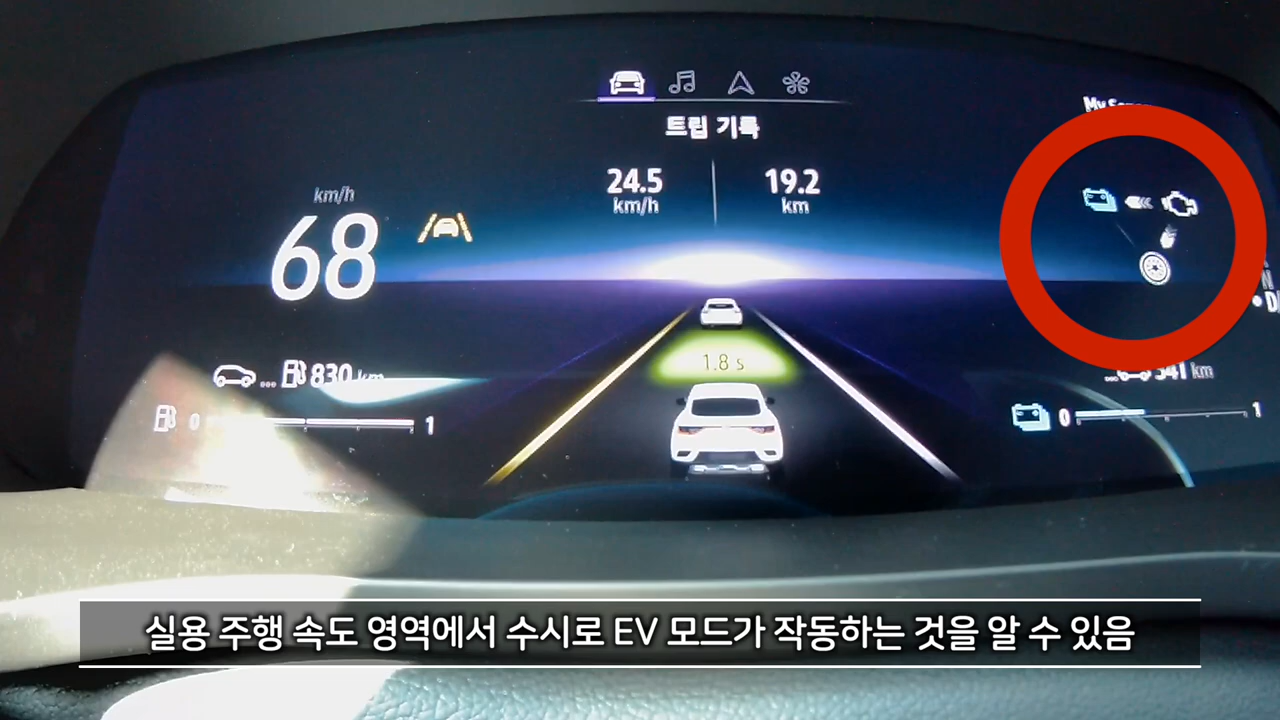 트립 기록
24.5
km/h
19.2
km
km/h
68
1.8 s
... 830 km
0 1
... 541 km
0 1
실용 주행 속도 영역에서 수시로 EV 모드가 작동하는 것을 알 수 있음